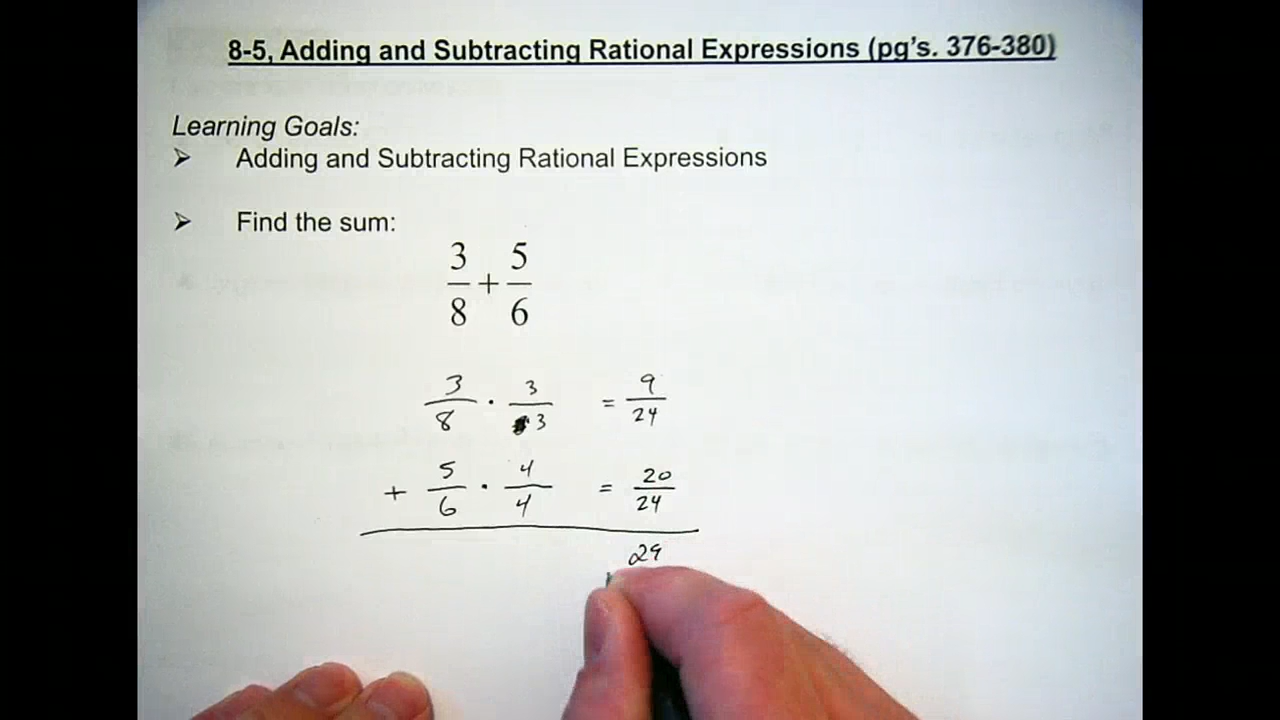 8-5, Adding and Subtracting Rational Expressions (pg's. 376-380)
Learning Goals:
➢ Adding and Subtracting Rational Expressions
➢ Find the sum:
3/8 + 5/6
3/8 · 3/3 = 9/24
+ 5/6 · 4/4 = 20/24
29